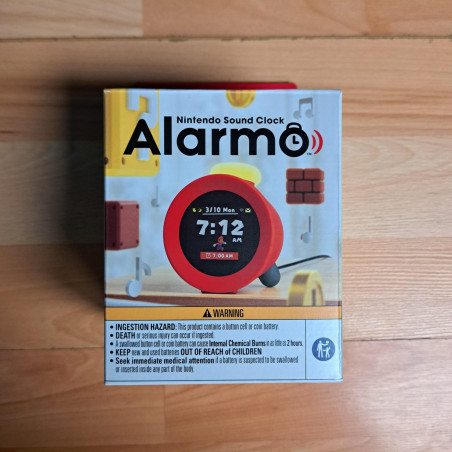 Nintendo Sound Clock
Alarmo
3/10 Mon
7:12
AM
7:00 AM
WARNING
• INGESTION HAZARD: This product contains a button cell or coin battery.
• DEATH or serious injury can occur if ingested.
• A swallowed button cell or coin battery can cause Internal Chemical Burns in as little as 2 hours.
• KEEP new and used batteries OUT OF REACH of CHILDREN
• Seek immediate medical attention if a battery is suspected to be swallowed
or inserted inside any part of the body.